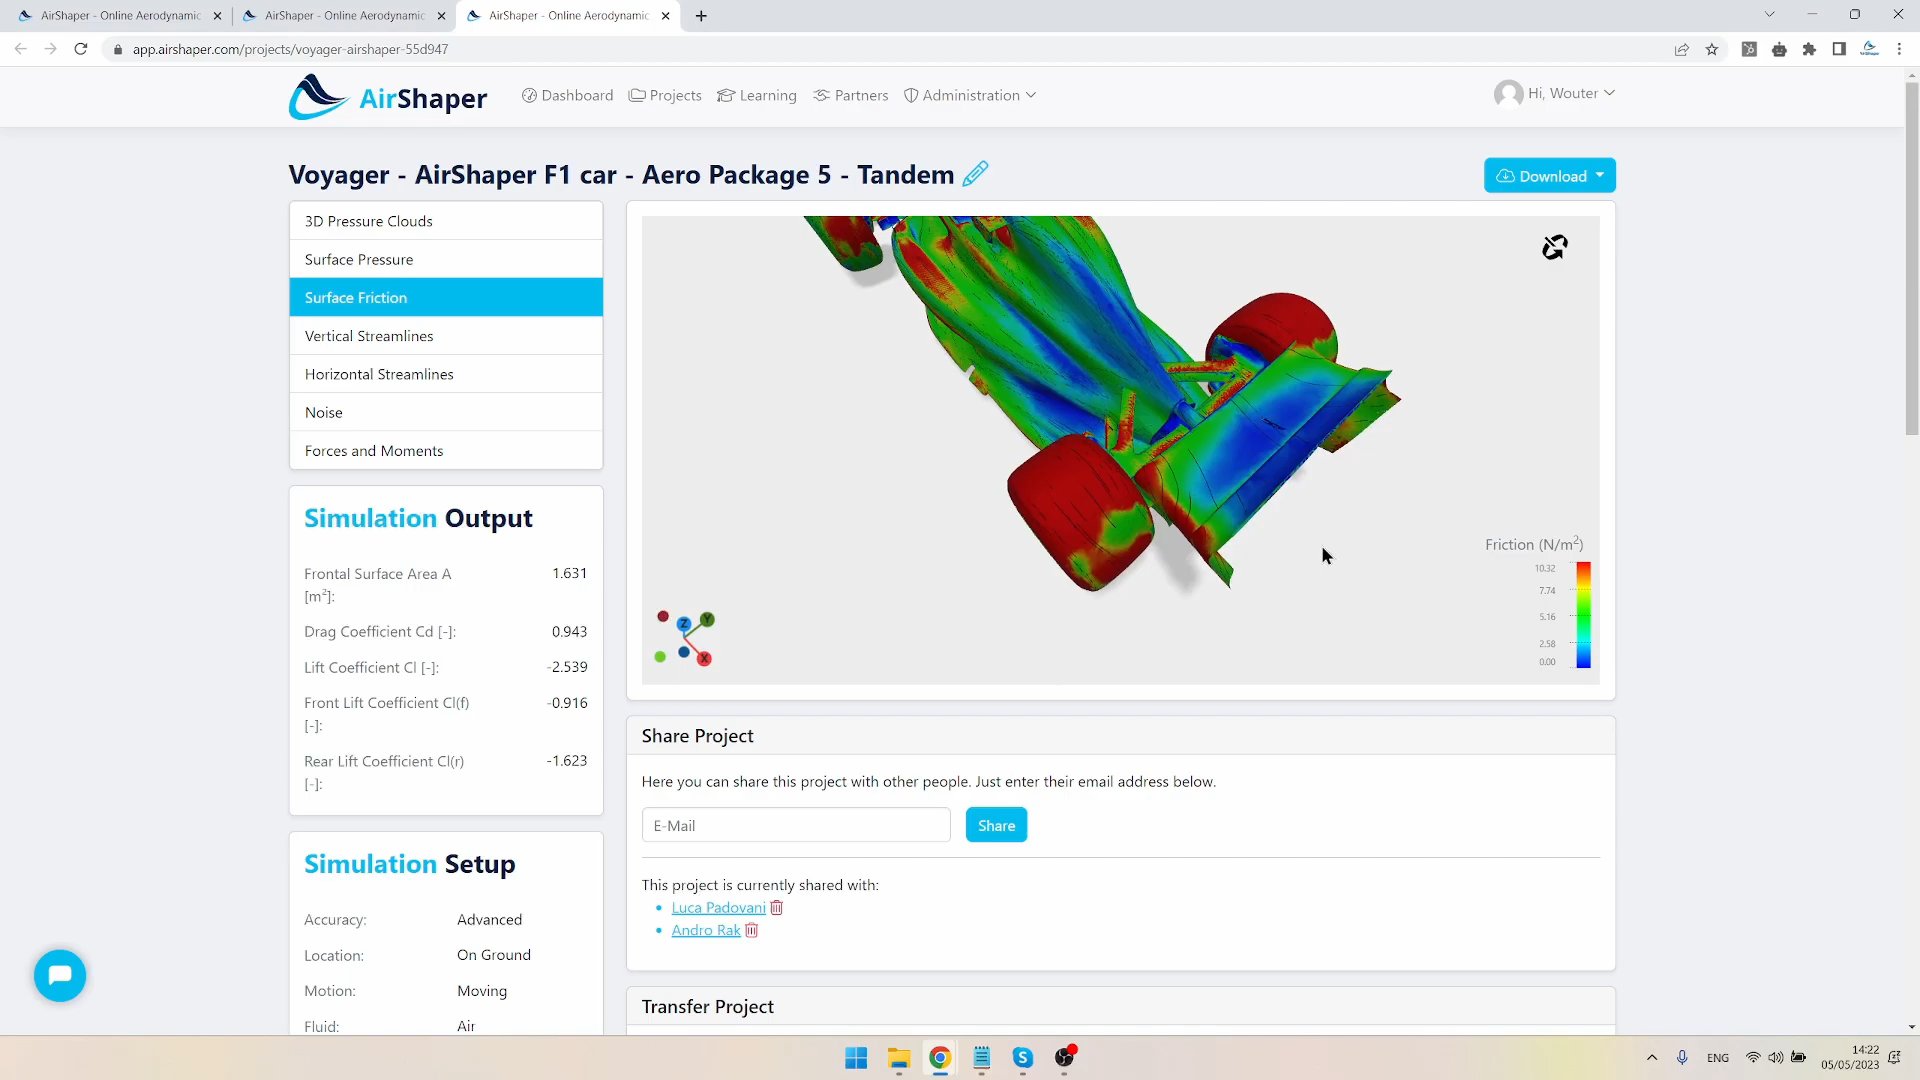 AirShaper - Online Aerodynamic
AirShaper - Online Aerodynamic
AirShaper - Online Aerodynamic
app.airshaper.com/projects/voyager-airshaper-55d947
AirShaper
Dashboard
Projects
Learning
Partners
Administration
Hi, Wouter
Voyager - AirShaper F1 car - Aero Package 5 - Tandem
Download
3D Pressure Clouds
Surface Pressure
Surface Friction
Vertical Streamlines
Horizontal Streamlines
Noise
Forces and Moments
Friction (N/m²)
10.32
7.74
5.16
2.58
0.00
Z
Y
X
Simulation Output
Frontal Surface Area A 1.631
[m²]:
Drag Coefficient Cd [-]: 0.943
Lift Coefficient Cl [-]: -2.539
Front Lift Coefficient Cl(f) -0.916
[-]:
Rear Lift Coefficient Cl(r) -1.623
[-]:
Simulation Setup
Accuracy: Advanced
Location: On Ground
Motion: Moving
Fluid: Air
Share Project
Here you can share this project with other people. Just enter their email address below.
E-Mail
Share
This project is currently shared with:
Luca Padovani
Andro Rak
Transfer Project
ENG
14:22
05/05/2023